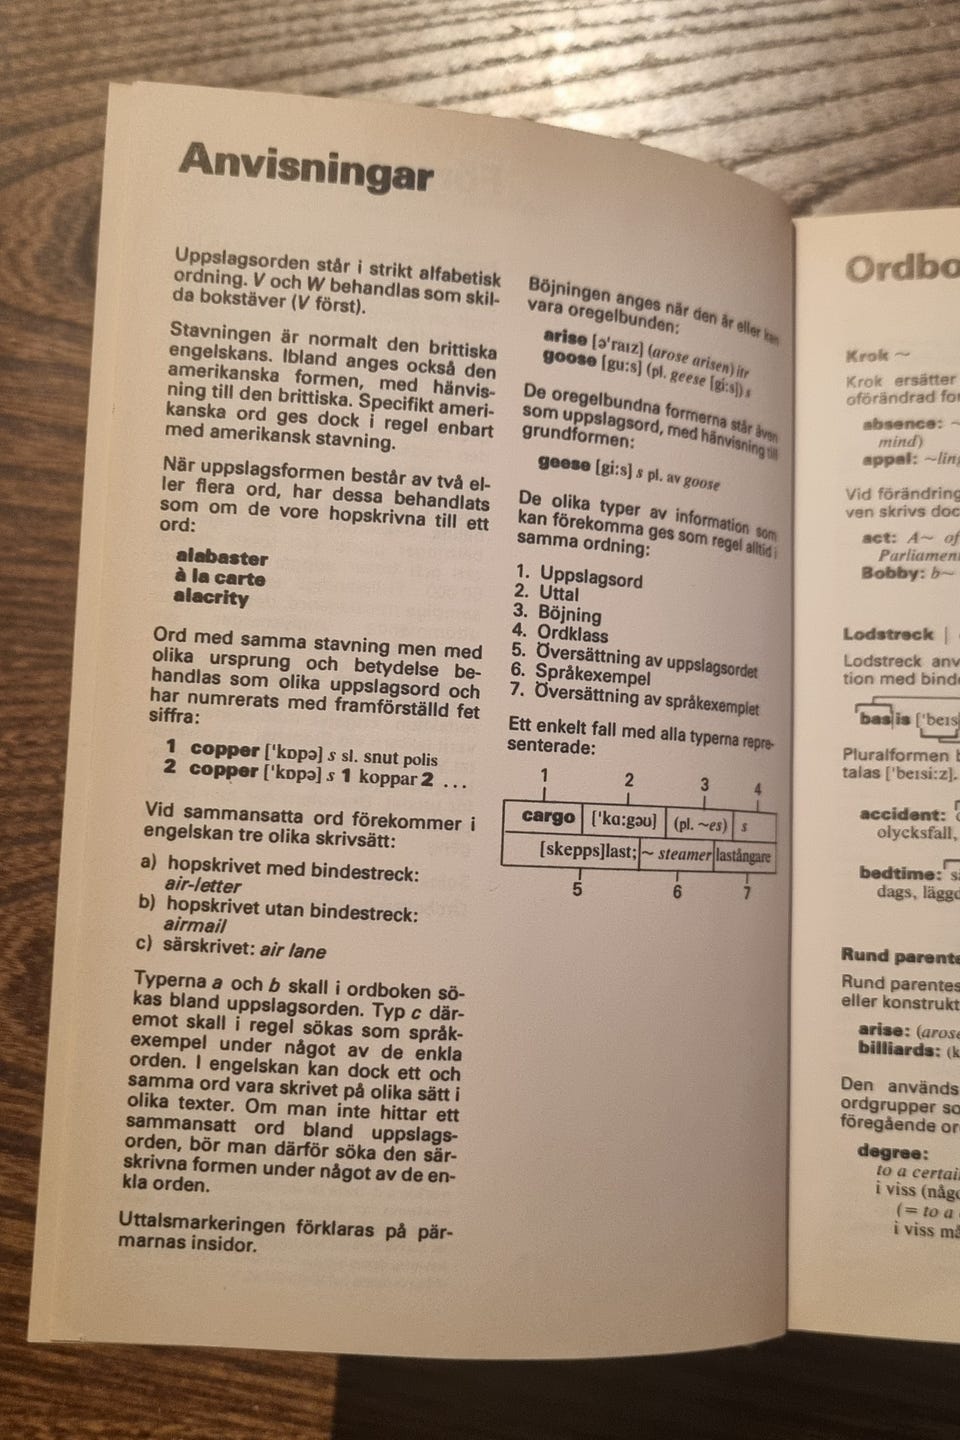 Anvisningar
Uppslagsorden står i strikt alfabetisk
ordning. V och W behandlas som skil-
da bokstäver (V först).
Stavningen är normalt den brittiska
engelskans. Ibland anges också den
amerikanska formen, med hänvis-
ning till den brittiska. Specifikt ameri-
kanska ord ges dock i regel enbart
med amerikansk stavning.
När uppslagsformen består av två el-
ler flera ord, har dessa behandlats
som om de vore hopskrivna till ett
ord:
alabaster
à la carte
alacrity
Ord med samma stavning men med
olika ursprung och betydelse be-
handlas som olika uppslagsord och
har numrerats med framförställd fet
siffra:
1 copper ['kɒpə] s sl. snut polis
2 copper ['kɒpə] s 1 koppar 2 ...
Vid sammansatta ord förekommer i
engelskan tre olika skrivsätt:
a) hopskrivet med bindestreck:
air-letter
b) hopskrivet utan bindestreck:
airmail
c) särskrivet: air lane
Typerna a och b skall i ordboken sö-
kas bland uppslagsorden. Typ c där-
emot skall i regel sökas som språk-
exempel under något av de enkla
orden. I engelskan kan dock ett och
samma ord vara skrivet på olika sätt i
olika texter. Om man inte hittar ett
sammansatt ord bland uppslags-
orden, bör man därför söka den sär-
skrivna formen under något av de en-
kla orden.
Uttalsmarkeringen förklaras på pär-
marnas insidor.
Böjningen anges när den är eller kan
vara oregelbunden:
arise [ə'raɪz] (arose arisen) itr
goose [gu:s] (pl. geese [gi:s]) s
De oregelbundna formerna står även
som uppslagsord, med hänvisning till
grundformen:
geese [gi:s] s pl. av goose
De olika typer av information som
kan förekomma ges som regel alltid i
samma ordning:
1. Uppslagsord
2. Uttal
3. Böjning
4. Ordklass
5. Översättning av uppslagsordet
6. Språkexempel
7. Översättning av språkexemplet
Ett enkelt fall med alla typerna repre-
senterade:
1 2 3 4
cargo ['kɑ:gəʊ] (pl. ~es) s
[skepps]last; ~ steamer lastångare
5 6 7
Ordbo
Krok ~
Krok ersätter
oförändrad for
absence: ~
mind)
appal: ~ling
Vid förändring
ven skrivs doc
act: A~ of
Parliamen
Bobby: b~
Lodstreck |
Lodstreck anv
tion med binde
bas|is ['beɪs
Pluralformen b
talas ['beɪsi:z].
accident:
olycksfall,
bedtime: s
dags, lägg
Rund parente
Rund parentes
eller konstrukt
arise: (arose
billiards: (k
Den används
ordgrupper so
föregående or
degree:
to a certai
i viss (någo
(= to a
i viss må